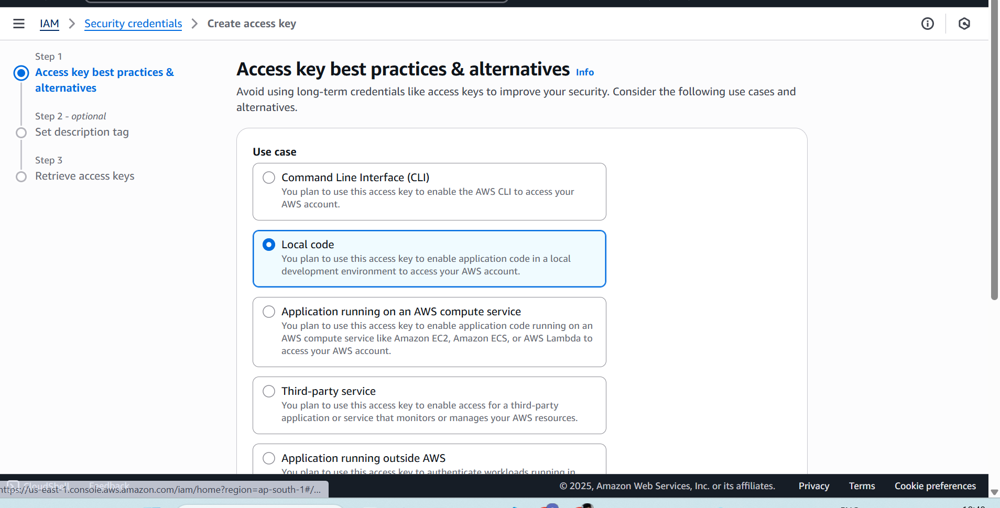 IAM > Security credentials > Create access key
Step 1
Access key best practices &
alternatives
Step 2 - optional
Set description tag
Step 3
Retrieve access keys
Access key best practices & alternatives Info
Avoid using long-term credentials like access keys to improve your security. Consider the following use cases and
alternatives.
Use case
Command Line Interface (CLI)
You plan to use this access key to enable the AWS CLI to access your
AWS account.
Local code
You plan to use this access key to enable application code in a local
development environment to access your AWS account.
Application running on an AWS compute service
You plan to use this access key to enable application code running on an
AWS compute service like Amazon EC2, Amazon ECS, or AWS Lambda to
access your AWS account.
Third-party service
You plan to use this access key to enable access for a third-party
application or service that monitors or manages your AWS resources.
Application running outside AWS
You plan to use this access key to authenticate workloads running in
CloudShell Feedback
https://us-east-1.console.aws.amazon.com/iam/home?region=ap-south-1#/...
© 2025, Amazon Web Services, Inc. or its affiliates. Privacy Terms Cookie preferences